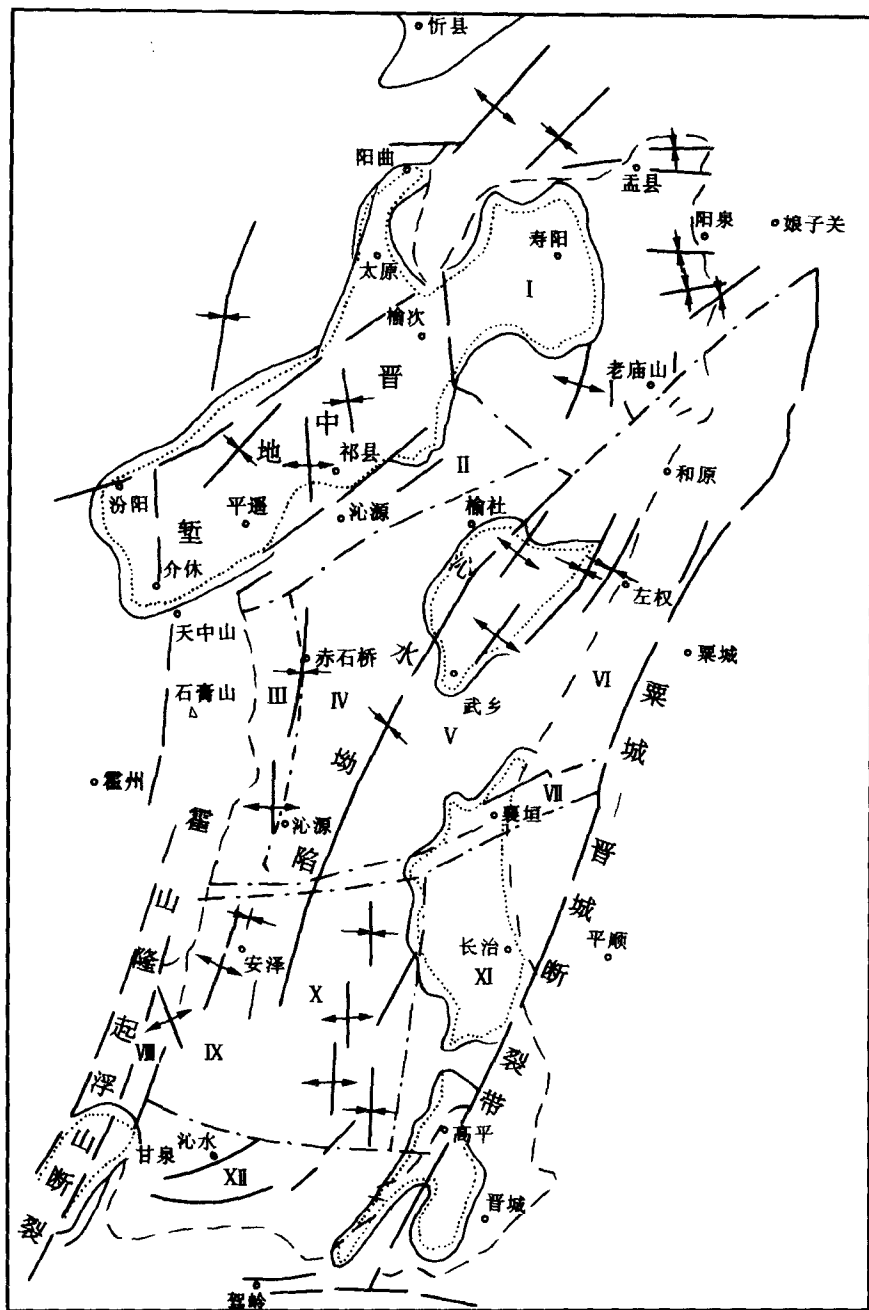 忻县
阳曲
盂县
阳泉
娘子关
寿阳
太原
I
榆次
老庙山
晋中地堑
祁县
II
和原
汾阳
平遥
沁源
榆社
介休
左权
天中山
赤石桥
粟城
石膏山
III
IV
武乡
VI
V
霍州
VII
襄垣
沁源
沁水坳陷
霍山隆起
粟城晋城断裂带
安泽
长治
平顺
XI
X
VIII
IX
浮山断裂
高平
甘泉
沁水
XII
晋城
驾岭